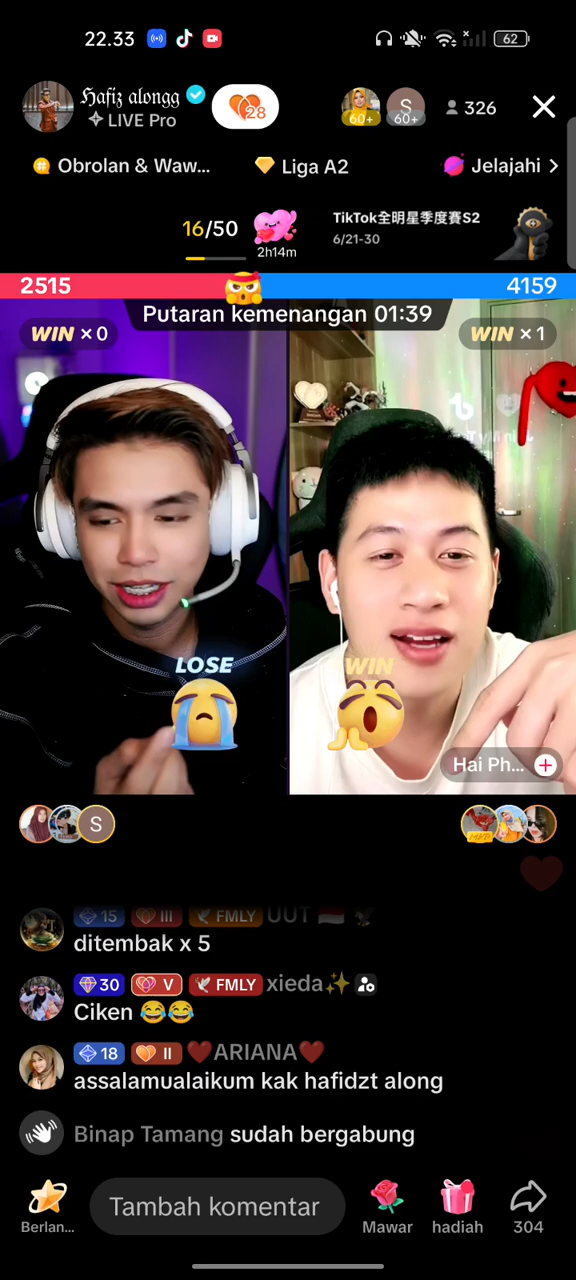 22.33
62
Hafiz alongg
LIVE Pro
28
60+
S
60+
326
Obrolan & Waw...
Liga A2
Jelajahi
16/50
2h14m
TikTok全明星季度賽S2
6/21-30
2515
4159
Putaran kemenangan 01:39
WIN × 0
WIN × 1
LOSE
WIN
Hai Ph...
S
MVP
15 III FMLY UUT
ditembak x 5
30 V FMLY xieda✨
Ciken 😂😂
18 II ❤️ARIANA❤️
assalamualaikum kak hafidzt along
Binap Tamang sudah bergabung
Berlan...
Tambah komentar
Mawar
hadiah
304